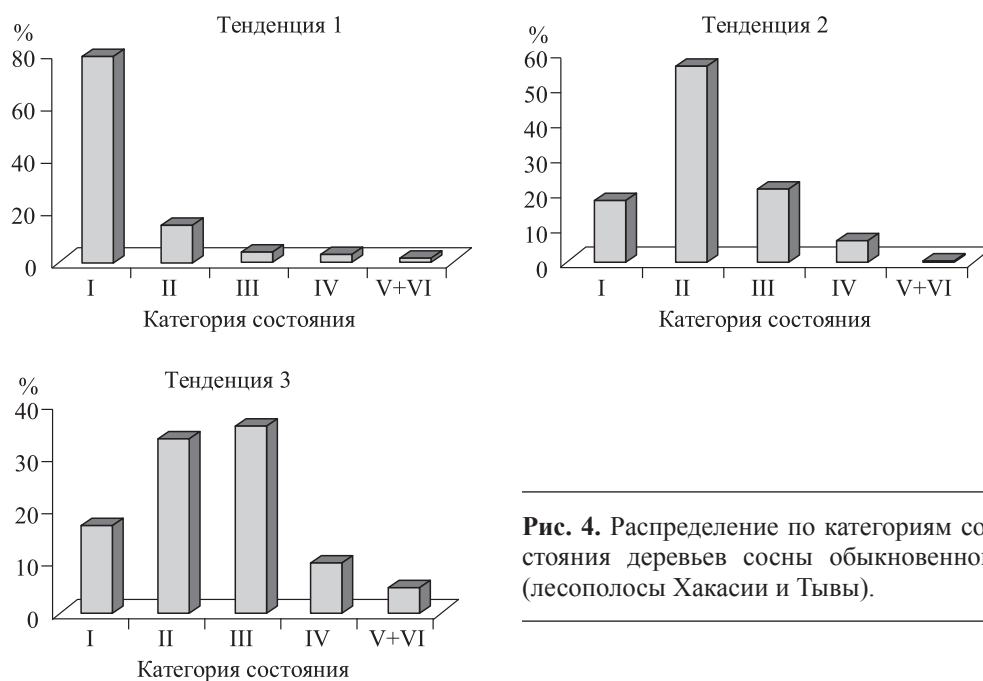 Тенденция 1
%
80
60
40
20
0
I II III IV V+VI
Категория состояния
Тенденция 2
%
60
50
40
30
20
10
0
I II III IV V+VI
Категория состояния
Тенденция 3
%
40
30
20
10
0
I II III IV V+VI
Категория состояния
Рис. 4. Распределение по категориям со-
стояния деревьев сосны обыкновенно
(лесополосы Хакасии и Тывы).